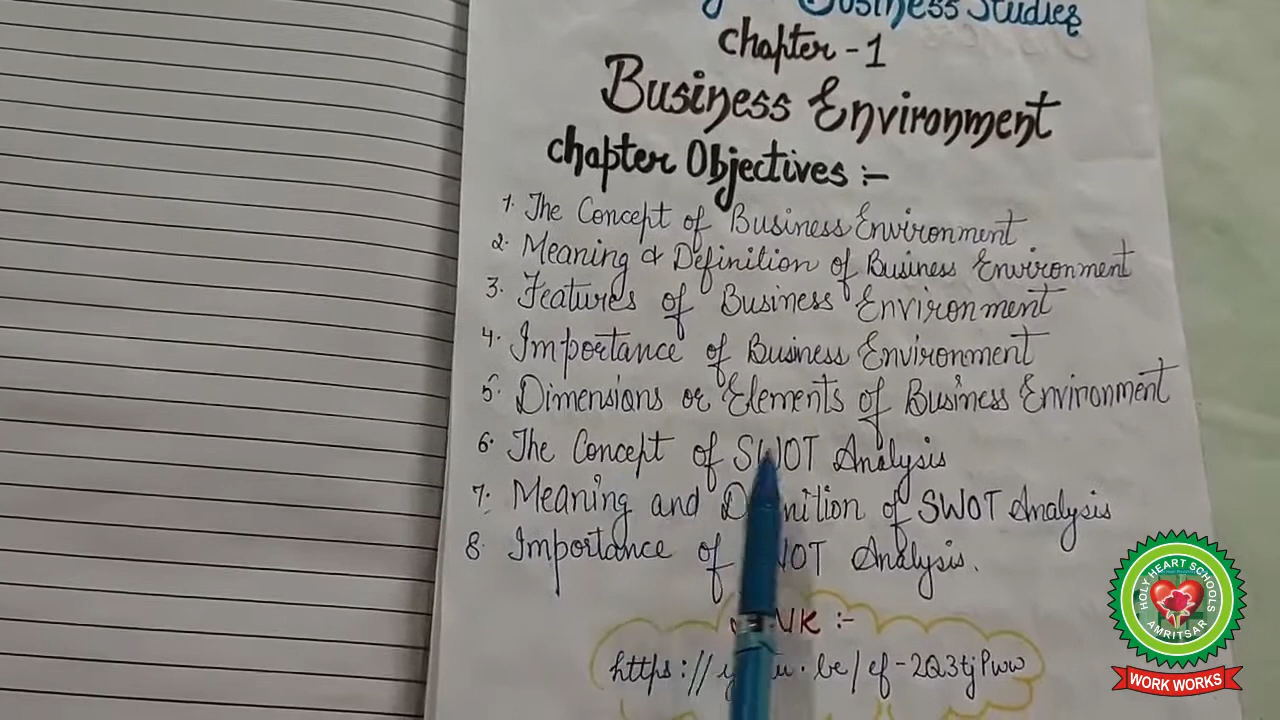 Business Studies
Chapter - 1
Business Environment
Chapter Objectives :-
1. The Concept of Business Environment
2. Meaning & Definition of Business Environment
3. Features of Business Environment
4. Importance of Business Environment
5. Dimensions or Elements of Business Environment
6. The Concept of SWOT Analysis
7. Meaning and Definition of SWOT Analysis
8. Importance of SWOT Analysis.
:-
HOLY HEART SCHOOLS
AMRITSAR
WORK WORKS